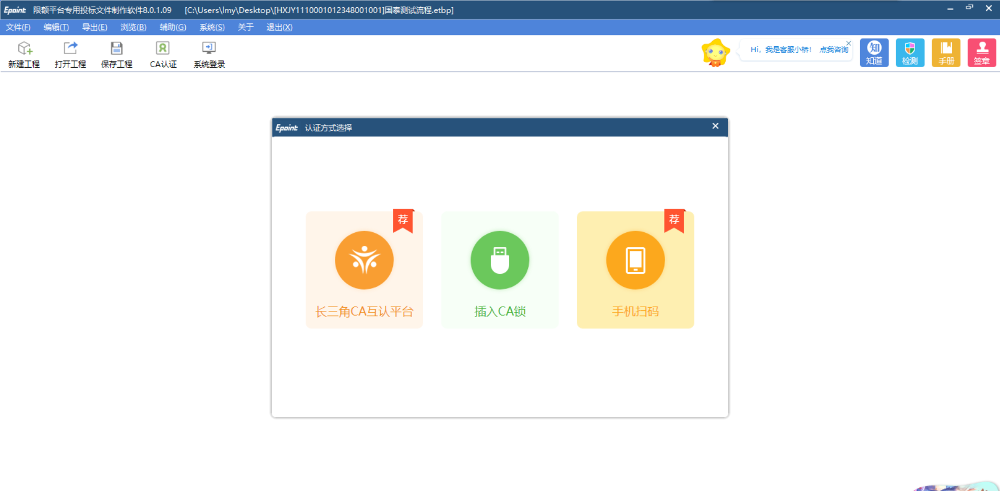 Epoint 限额平台专用投标文件制作软件8.0.1.09 [C:\Users\lmy\Desktop\[HXJY1110001012348001001]国泰测试流程.etbp]
文件(F) 编辑(T) 导出(E) 浏览(B) 辅助(G) 系统(S) 关于 退出(X)
新建工程 打开工程 保存工程 CA认证 系统登录
Hi，我是客服小桥！ 点我咨询
知
知道 检测 手册 签章
Epoint 认证方式选择
荐 荐
长三角CA互认平台 插入CA锁 手机扫码